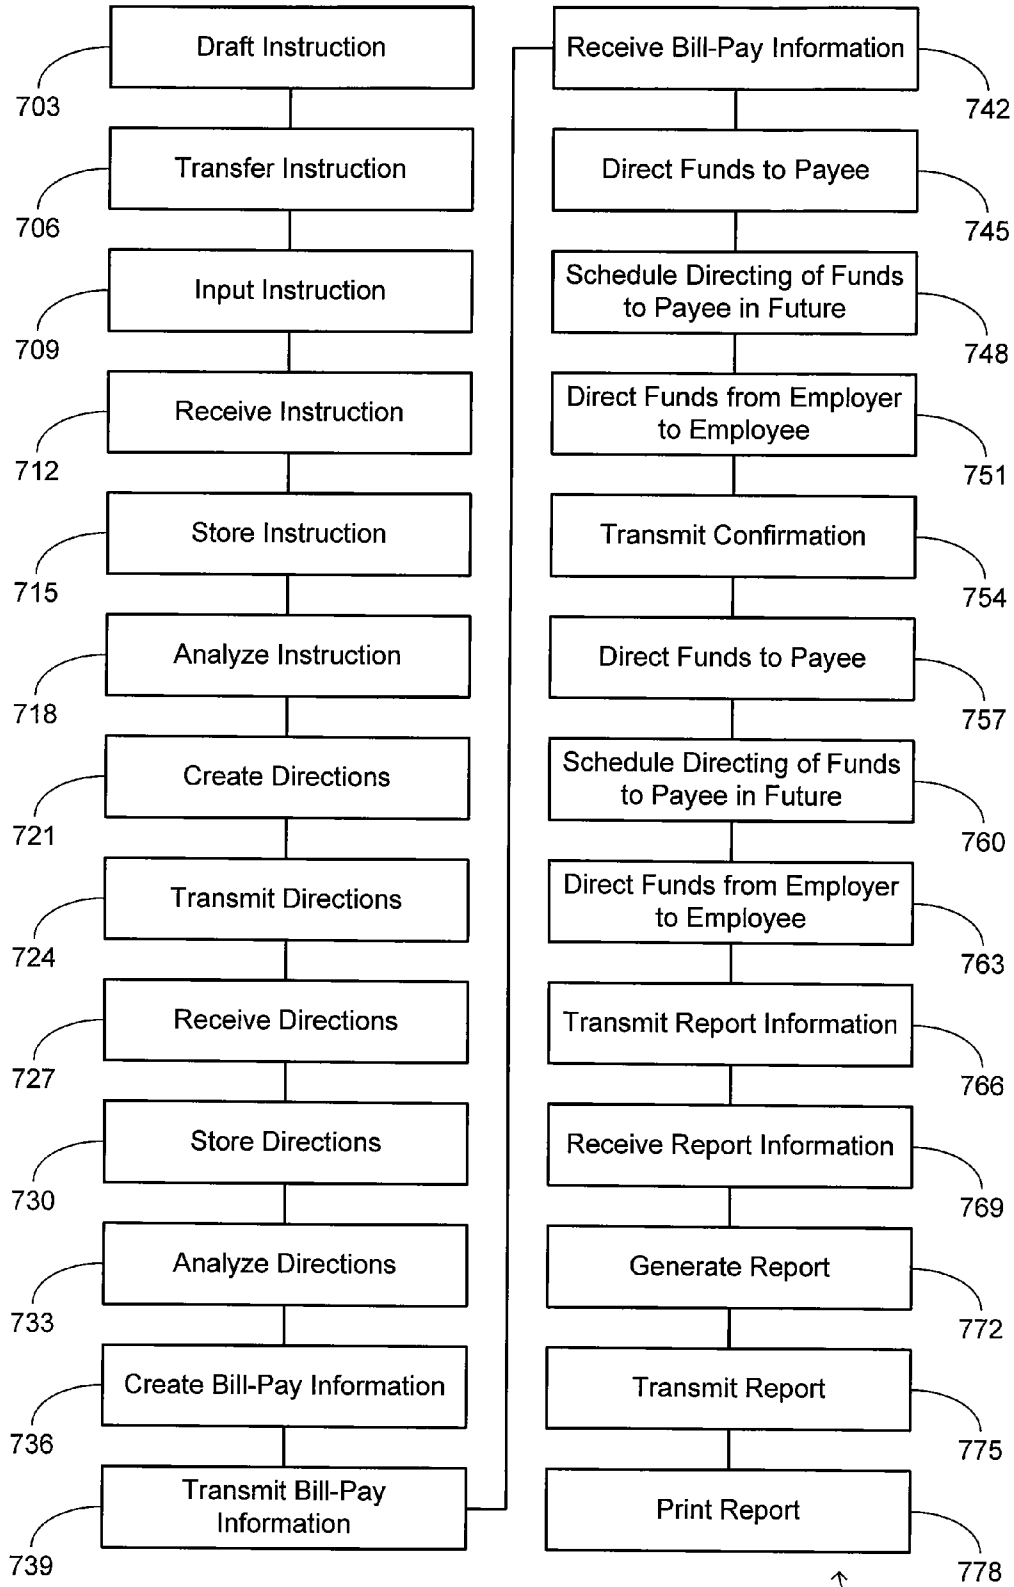 Draft Instruction
703
Transfer Instruction
706
Input Instruction
709
Receive Instruction
712
Store Instruction
715
Analyze Instruction
718
Create Directions
721
Transmit Directions
724
Receive Directions
727
Store Directions
730
Analyze Directions
733
Create Bill-Pay Information
736
Transmit Bill-Pay
Information
739
Receive Bill-Pay Information
742
Direct Funds to Payee
745
Schedule Directing of Funds
to Payee in Future
748
Direct Funds from Employer
to Employee
751
Transmit Confirmation
754
Direct Funds to Payee
757
Schedule Directing of Funds
to Payee in Future
760
Direct Funds from Employer
to Employee
763
Transmit Report Information
766
Receive Report Information
769
Generate Report
772
Transmit Report
775
Print Report
778